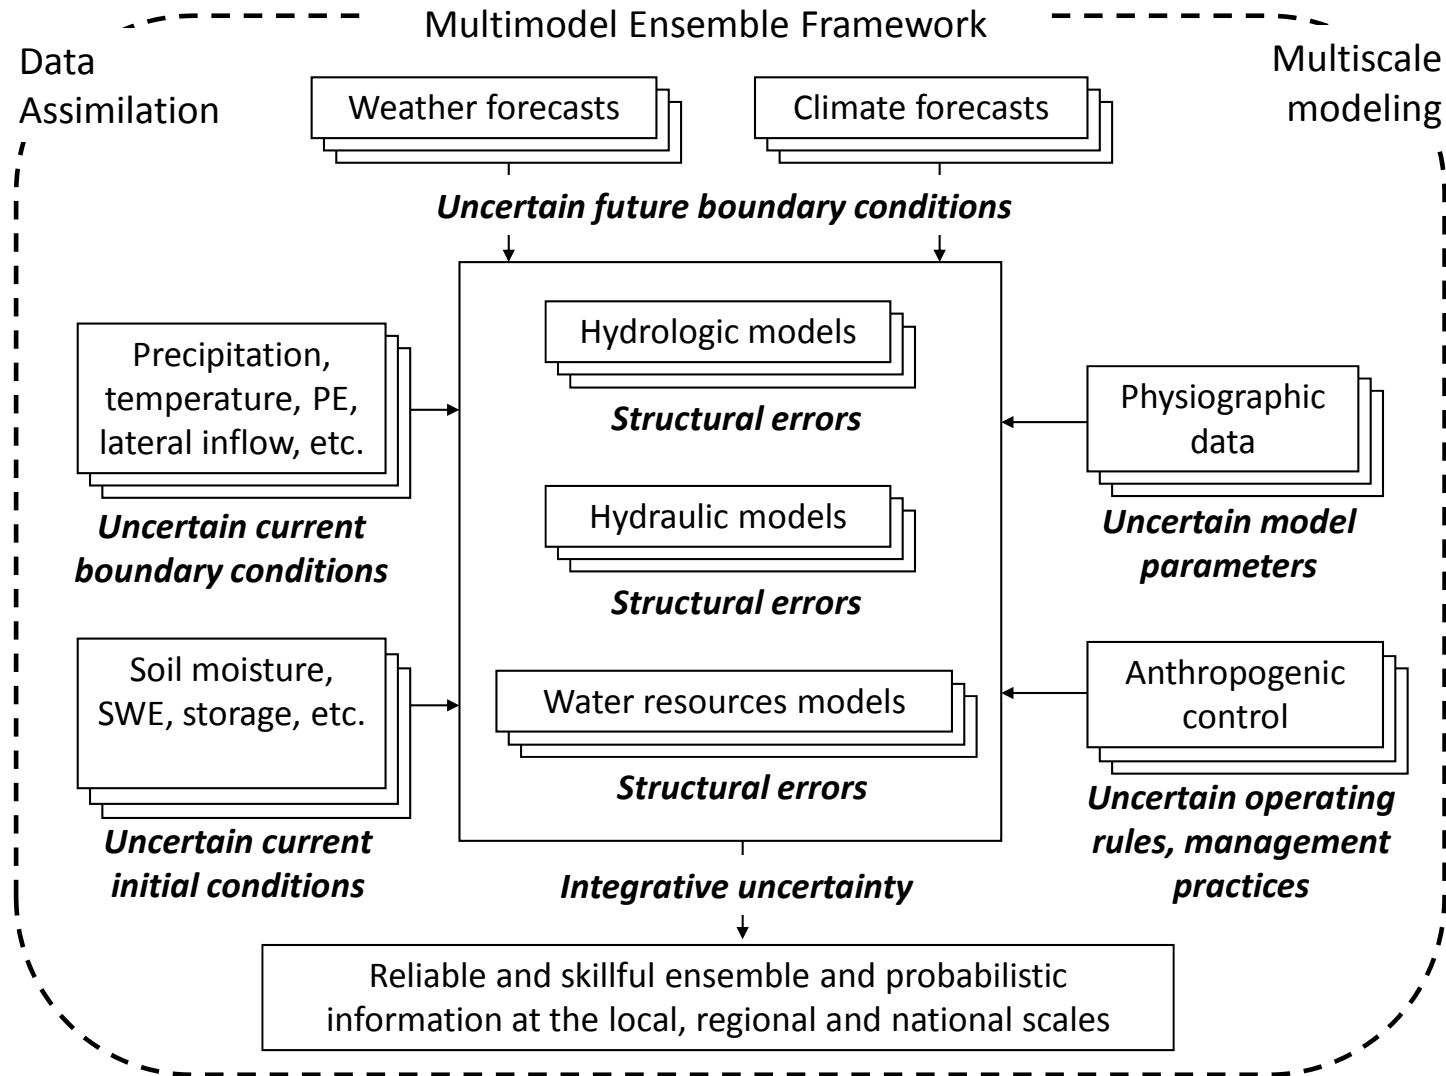 Multimodel Ensemble Framework
Data
Assimilation
Multiscale
modeling
Weather forecasts
Climate forecasts
Uncertain future boundary conditions
Precipitation,
temperature, PE,
lateral inflow, etc.
Uncertain current
boundary conditions
Soil moisture,
SWE, storage, etc.
Uncertain current
initial conditions
Hydrologic models
Structural errors
Hydraulic models
Structural errors
Water resources models
Structural errors
Physiographic
data
Uncertain model
parameters
Anthropogenic
control
Uncertain operating
rules, management
practices
Integrative uncertainty
Reliable and skillful ensemble and probabilistic
information at the local, regional and national scales